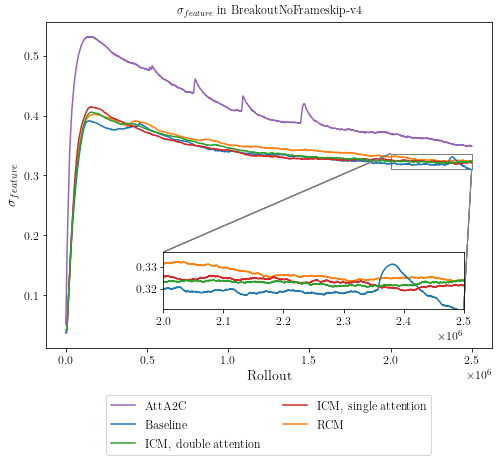 σ_feature in BreakoutNoFrameskip-v4
σ_feature
0.5
0.4
0.3
0.2
0.1
0.33
0.32
2.0 2.1 2.2 2.3 2.4 2.5
×10⁶
0.0 0.5 1.0 1.5 2.0 2.5
Rollout
×10⁶
AttA2C
Baseline
ICM, double attention
ICM, single attention
RCM